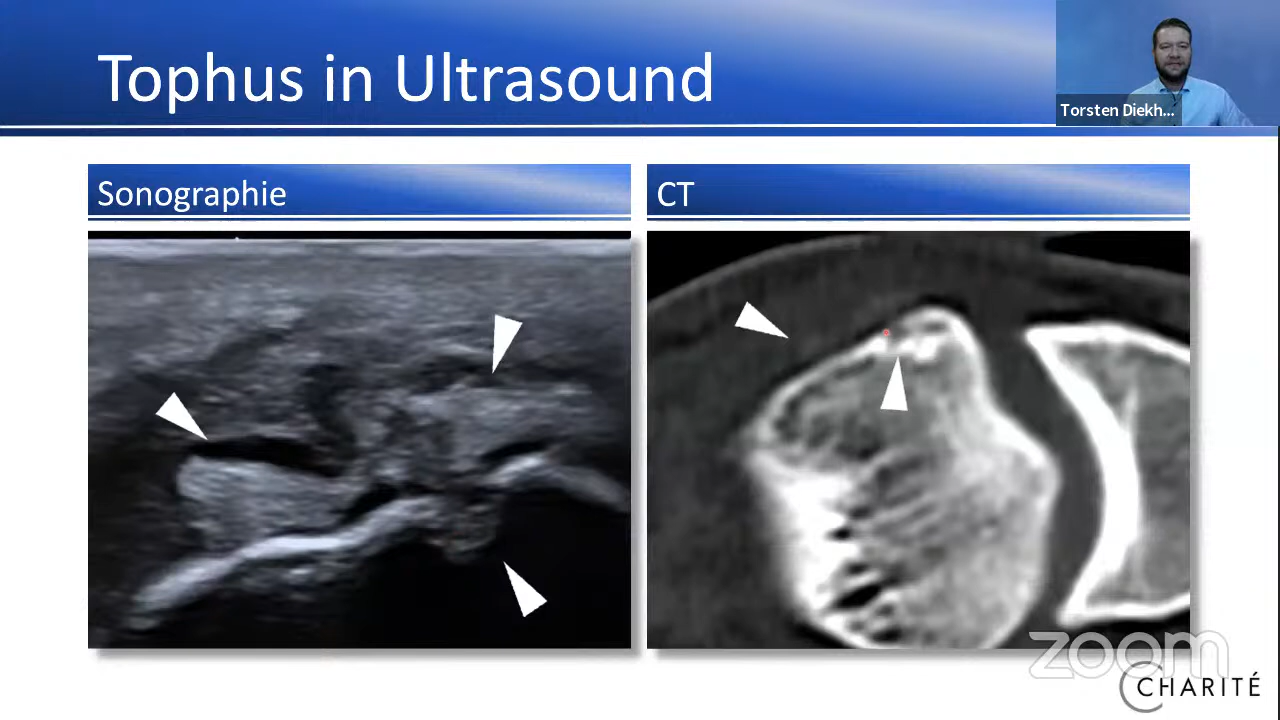 Tophus in Ultrasound
Torsten Diekh...
Sonographie
CT
zoom
CHARITÉ